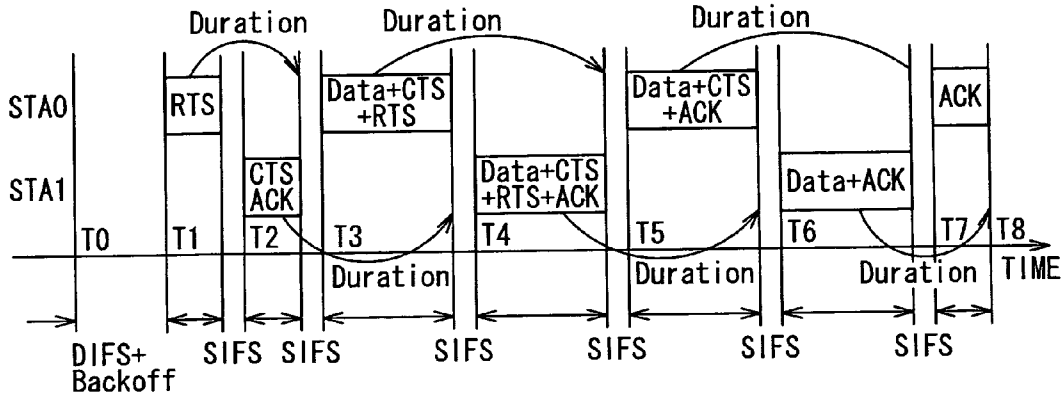 Duration
Duration
Duration
STA0
RTS
Data+CTS
+RTS
Data+CTS
+ACK
ACK
STA1
CTS
ACK
Data+CTS
+RTS+ACK
Data+ACK
T0
T1
T2
T3
T4
T5
T6
T7
T8
TIME
Duration
Duration
Duration
DIFS+
Backoff
SIFS
SIFS
SIFS
SIFS
SIFS
SIFS